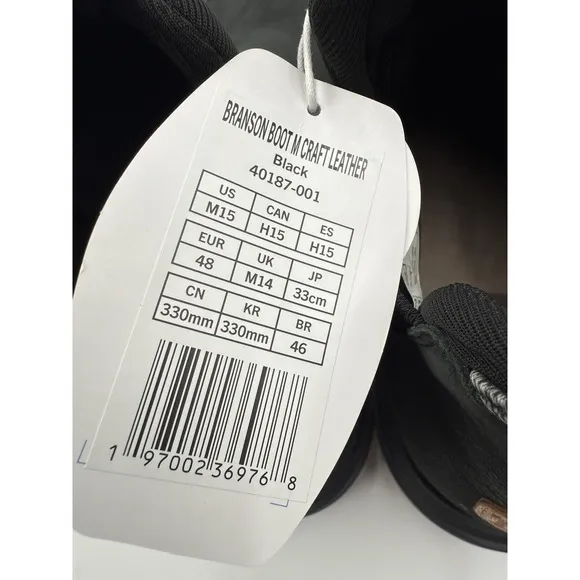 BRANSON BOOT M CRAFT LEATHER
Black
40187-001
US CAN ES
M15 H15 H15
EUR UK JP
48 M14 33cm
CN KR BR
330mm 330mm 46
1 97002 36976 8